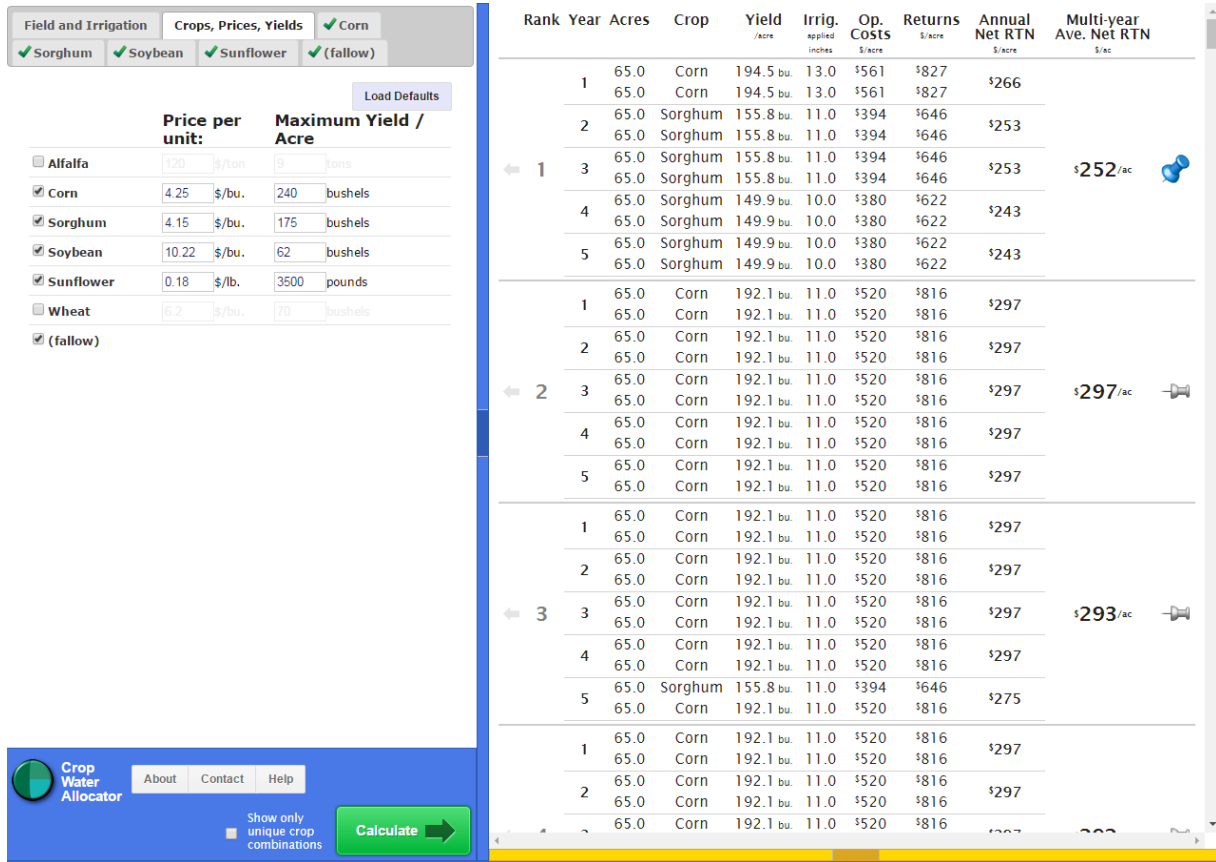 Field and Irrigation Crops, Prices, Yields Corn
Sorghum Soybean Sunflower (fallow)
Load Defaults
Price per unit: Maximum Yield / Acre
Alfalfa 120 $/ton 9 tons
Corn 4.25 $/bu. 240 bushels
Sorghum 4.15 $/bu. 175 bushels
Soybean 10.22 $/bu. 62 bushels
Sunflower 0.18 $/lb. 3500 pounds
Wheat 6.2 $/bu. 70 bushels
(fallow)
Crop
Water
Allocator
About Contact Help
Show only
unique crop
combinations
Calculate
Rank Year Acres Crop Yield /acre Irrig. applied inches Op. Costs $/acre Returns $/acre Annual Net RTN $/acre Multi-year Ave. Net RTN $/ac
1
1 $266
65.0 Corn 194.5 bu. 13.0 $561 $827
65.0 Corn 194.5 bu. 13.0 $561 $827
2 $253
65.0 Sorghum 155.8 bu. 11.0 $394 $646
65.0 Sorghum 155.8 bu. 11.0 $394 $646
3 $253
65.0 Sorghum 155.8 bu. 11.0 $394 $646
65.0 Sorghum 155.8 bu. 11.0 $394 $646
4 $243
65.0 Sorghum 149.9 bu. 10.0 $380 $622
65.0 Sorghum 149.9 bu. 10.0 $380 $622
5 $243
65.0 Sorghum 149.9 bu. 10.0 $380 $622
65.0 Sorghum 149.9 bu. 10.0 $380 $622
$252/ac
2
1 $297
65.0 Corn 192.1 bu. 11.0 $520 $816
65.0 Corn 192.1 bu. 11.0 $520 $816
2 $297
65.0 Corn 192.1 bu. 11.0 $520 $816
65.0 Corn 192.1 bu. 11.0 $520 $816
3 $297
65.0 Corn 192.1 bu. 11.0 $520 $816
65.0 Corn 192.1 bu. 11.0 $520 $816
4 $297
65.0 Corn 192.1 bu. 11.0 $520 $816
65.0 Corn 192.1 bu. 11.0 $520 $816
5 $297
65.0 Corn 192.1 bu. 11.0 $520 $816
65.0 Corn 192.1 bu. 11.0 $520 $816
$297/ac
3
1 $297
65.0 Corn 192.1 bu. 11.0 $520 $816
65.0 Corn 192.1 bu. 11.0 $520 $816
2 $297
65.0 Corn 192.1 bu. 11.0 $520 $816
65.0 Corn 192.1 bu. 11.0 $520 $816
3 $297
65.0 Corn 192.1 bu. 11.0 $520 $816
65.0 Corn 192.1 bu. 11.0 $520 $816
4 $297
65.0 Corn 192.1 bu. 11.0 $520 $816
65.0 Corn 192.1 bu. 11.0 $520 $816
5 $275
65.0 Sorghum 155.8 bu. 11.0 $394 $646
65.0 Corn 192.1 bu. 11.0 $520 $816
$293/ac
1 $297
65.0 Corn 192.1 bu. 11.0 $520 $816
65.0 Corn 192.1 bu. 11.0 $520 $816
2 $297
65.0 Corn 192.1 bu. 11.0 $520 $816
65.0 Corn 192.1 bu. 11.0 $520 $816
65.0 Corn 192.1 bu. 11.0 $520 $816